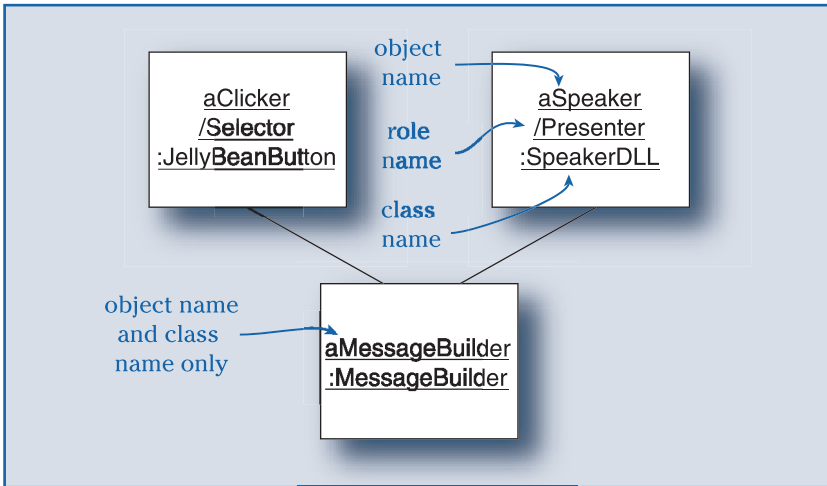 object
name
aClicker
/Selector
:JellyBeanButton
role
name
aSpeaker
/Presenter
:SpeakerDLL
class
name
object name
and class
name only
aMessageBuilder
:MessageBuilder